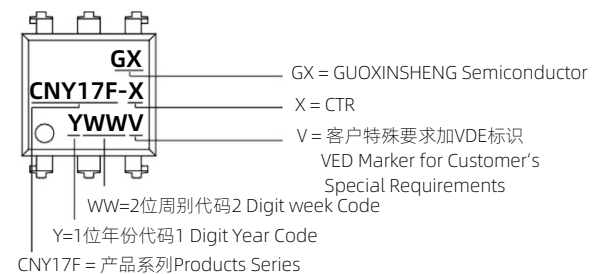 GX
CNY17F-X
YWWV
GX = GUOXINSHENG Semiconductor
X = CTR
V = 客户特殊要求加VDE标识
VED Marker for Customer's
Special Requirements
WW=2位周别代码2 Digit week Code
Y=1位年份代码1 Digit Year Code
CNY17F = 产品系列Products Series